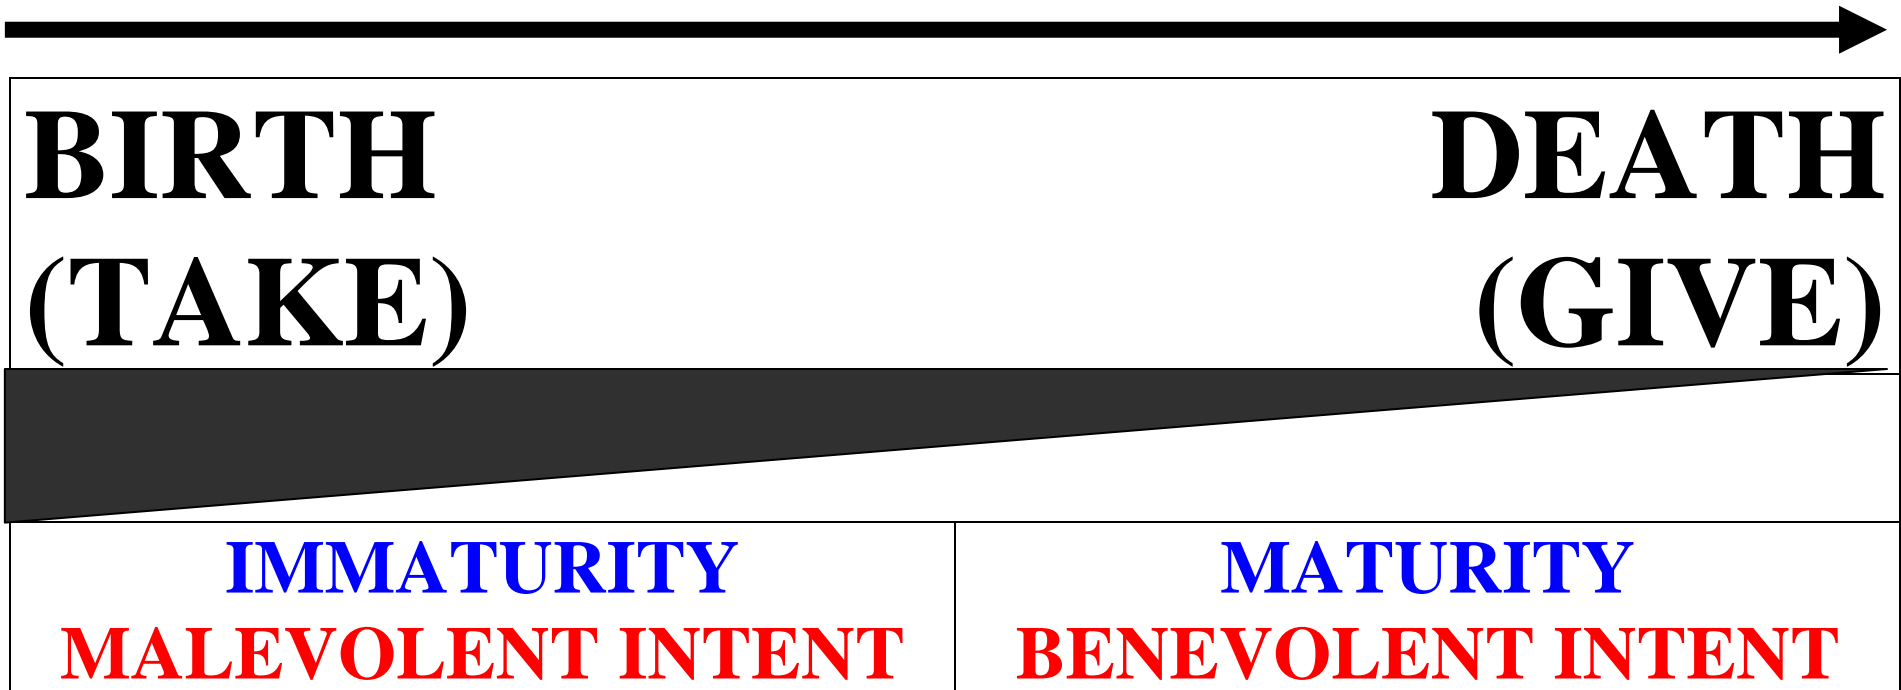 BIRTH DEATH
(TAKE) (GIVE)
IMMATURITY MATURITY
MALEVOLENT INTENT BENEVOLENT INTENT